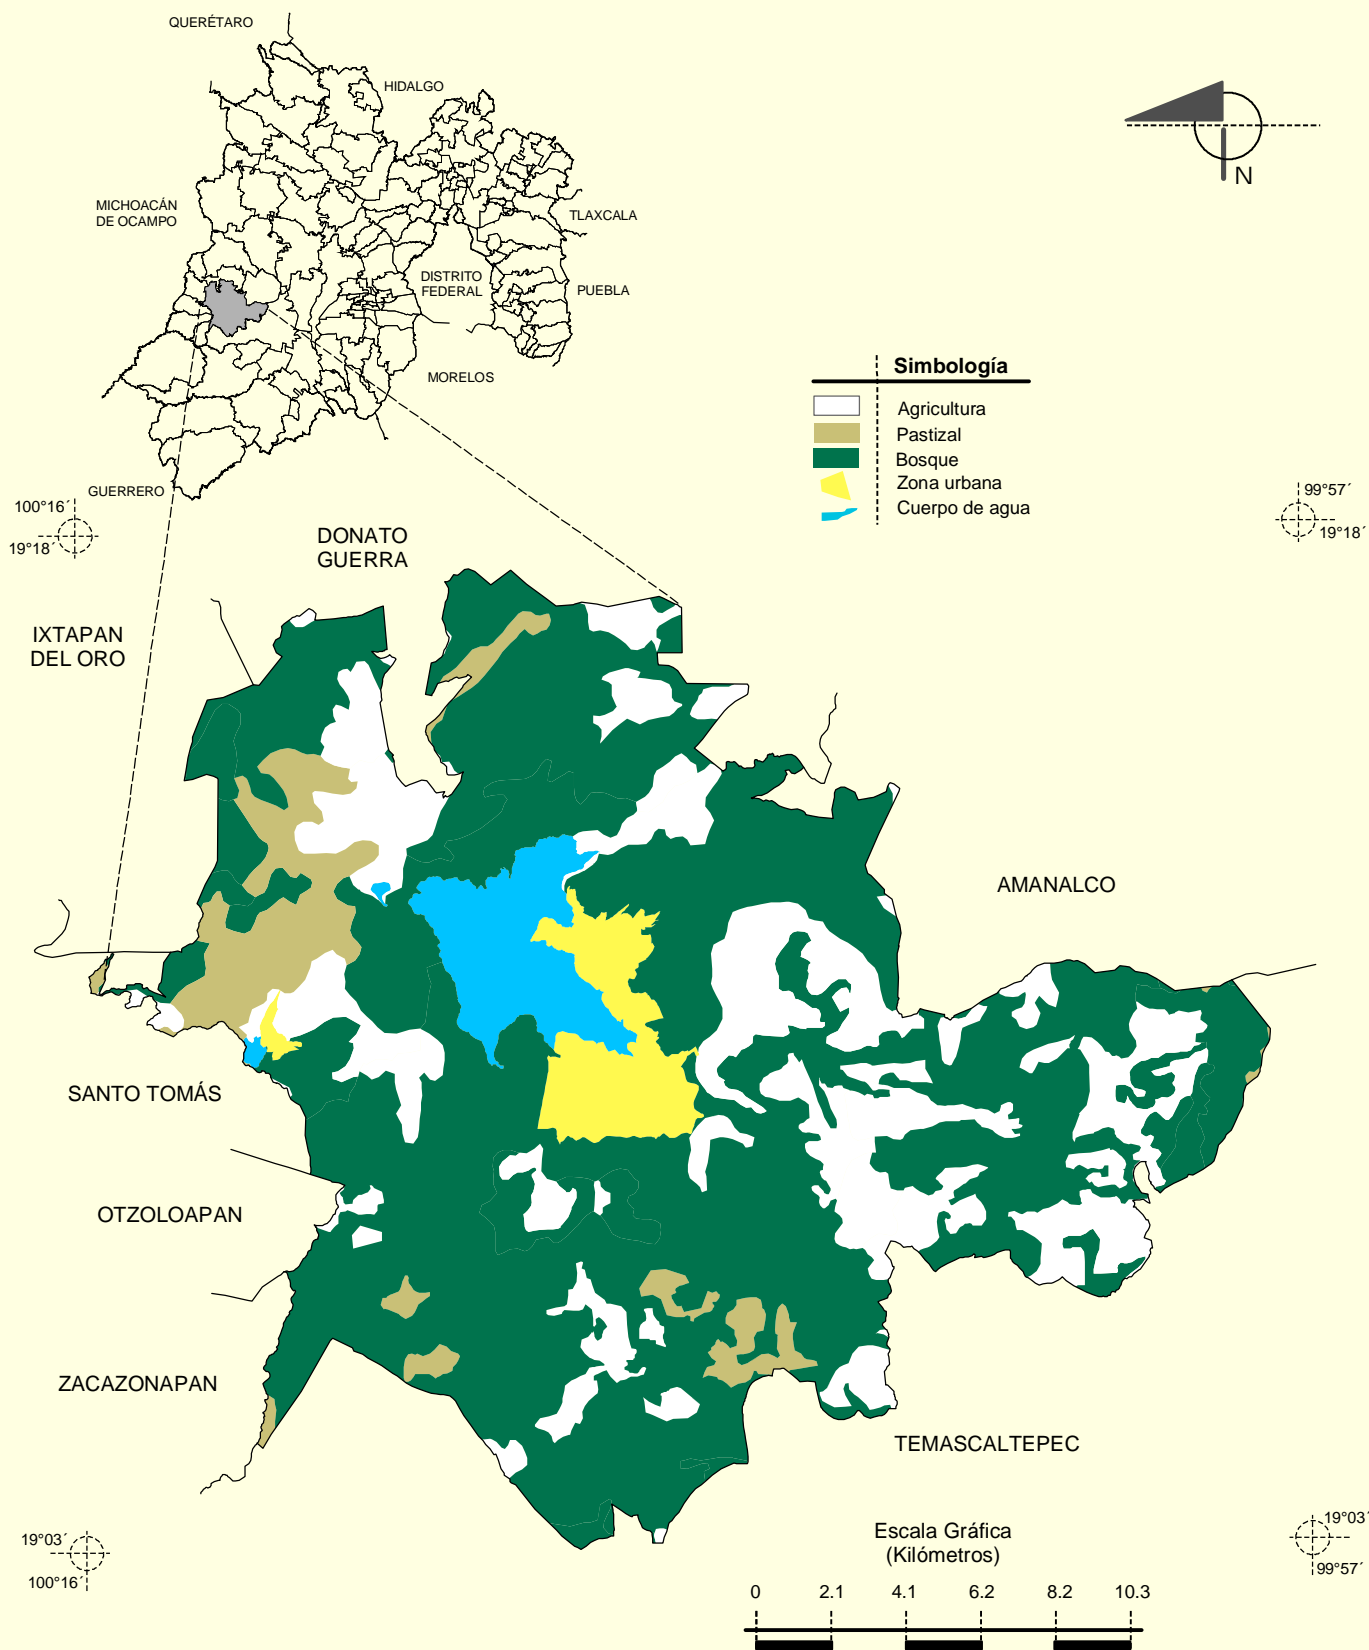 QUERÉTARO
HIDALGO
MICHOACÁN
DE OCAMPO
TLAXCALA
DISTRITO
FEDERAL
PUEBLA
MORELOS
GUERRERO
N
Simbología
Agricultura
Pastizal
Bosque
Zona urbana
Cuerpo de agua
100°16´
19°18´
99°57´
19°18´
DONATO
GUERRA
IXTAPAN
DEL ORO
AMANALCO
SANTO TOMÁS
OTZOLOAPAN
ZACAZONAPAN
TEMASCALTEPEC
19°03´
100°16´
19°03´
99°57´
Escala Gráfica
(Kilómetros)
0 2.1 4.1 6.2 8.2 10.3